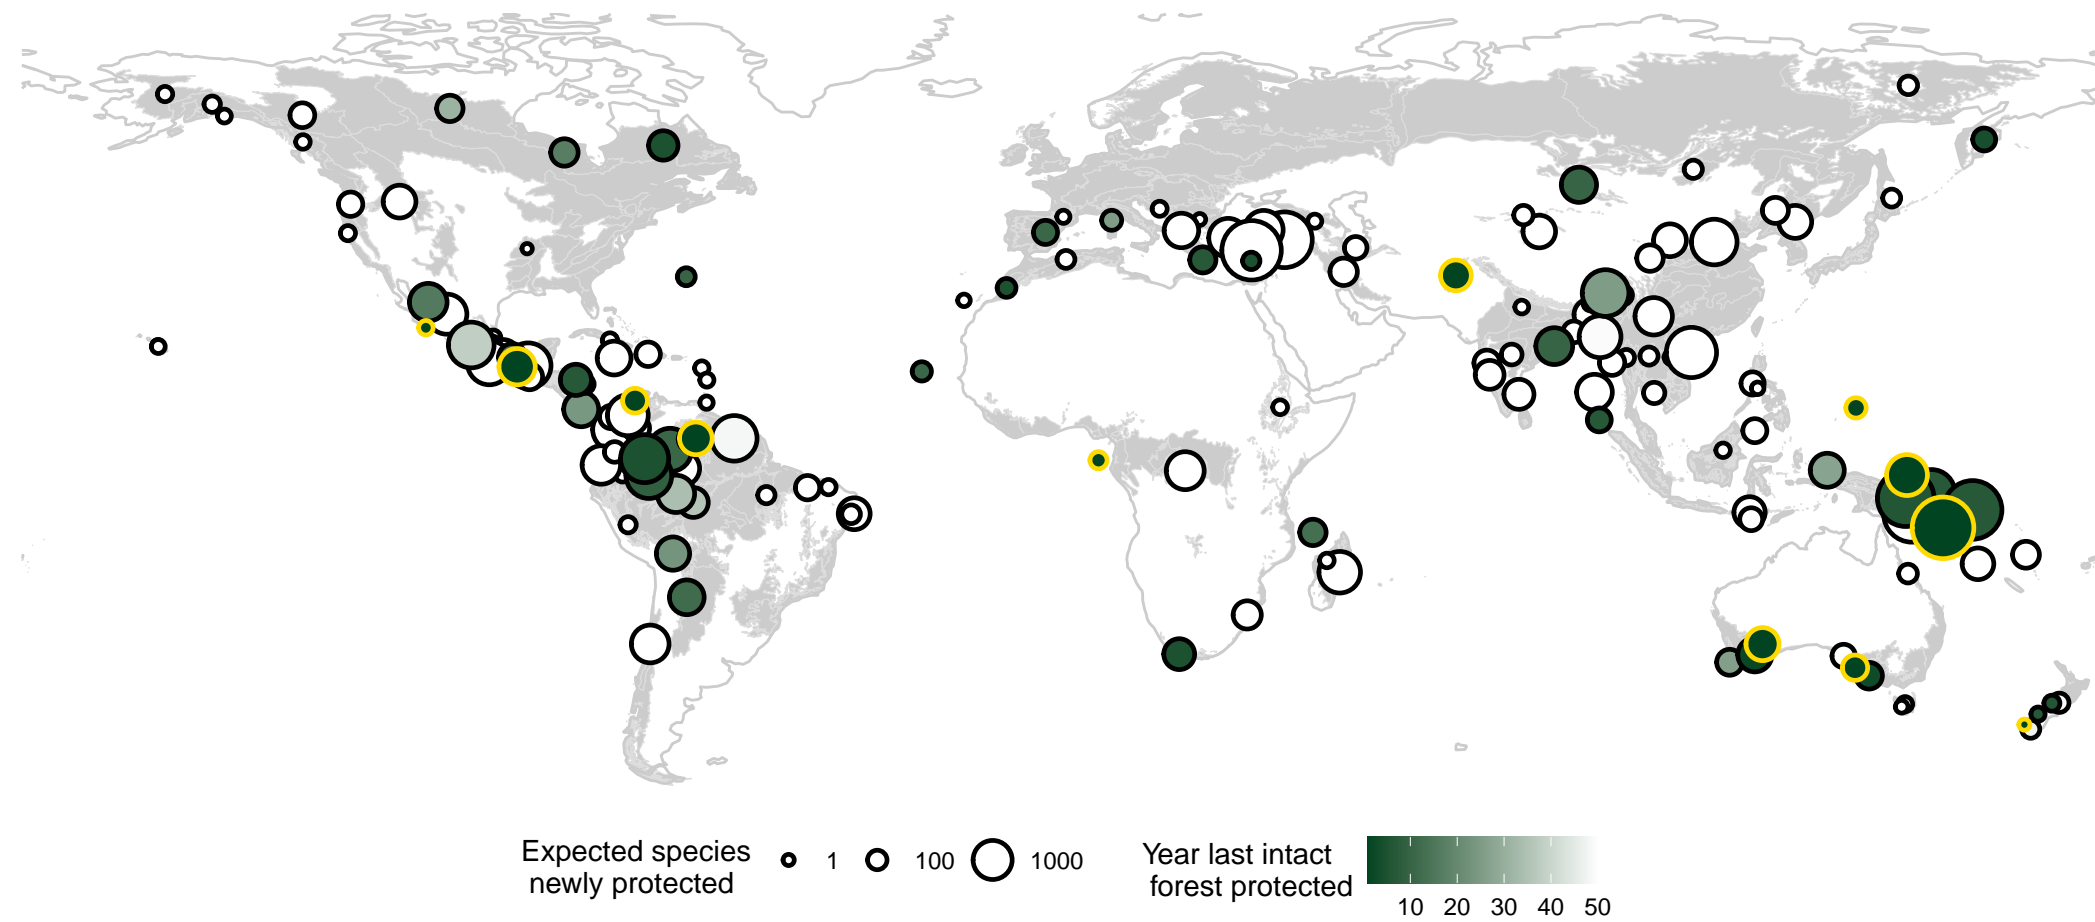 Expected species
newly protected
1
100
1000
Year last intact
forest protected
10 20 30 40 50